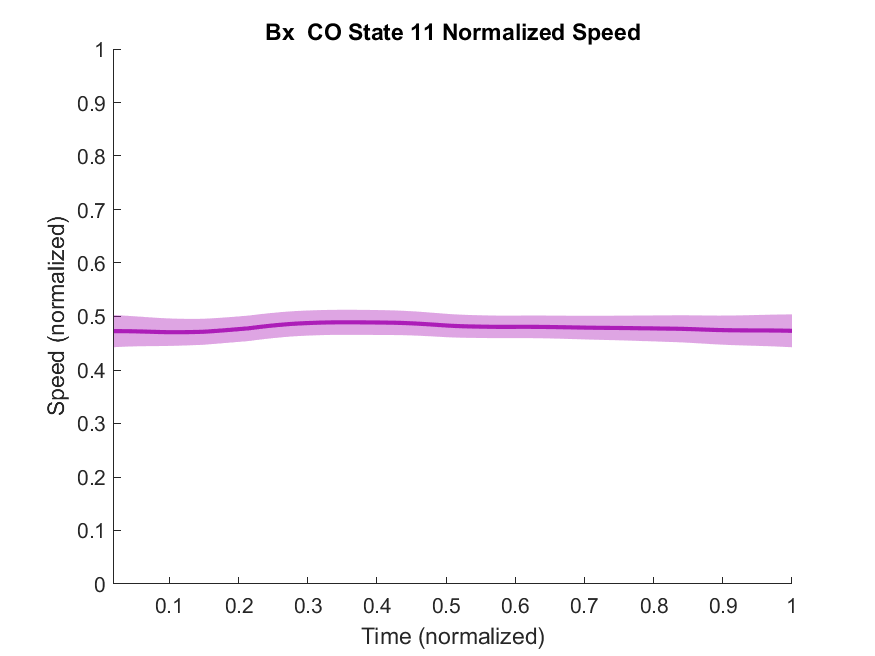 Bx  CO State 11 Normalized Speed
1
0.9
0.8
0.7
0.6
0.5
0.4
0.3
0.2
0.1
0
Speed (normalized)
0.1 0.2 0.3 0.4 0.5 0.6 0.7 0.8 0.9 1
Time (normalized)